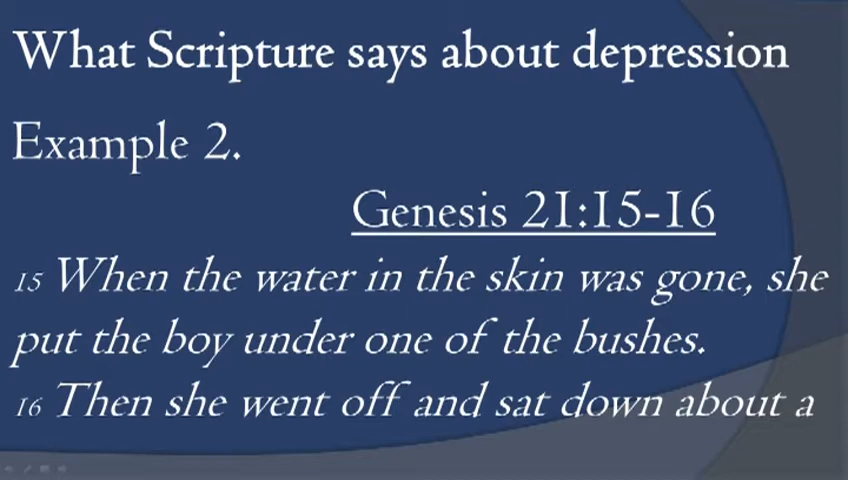 What Scripture says about depression
Example 2.
Genesis 21:15-16
15 When the water in the skin was gone, she
put the boy under one of the bushes.
16 Then she went off and sat down about a